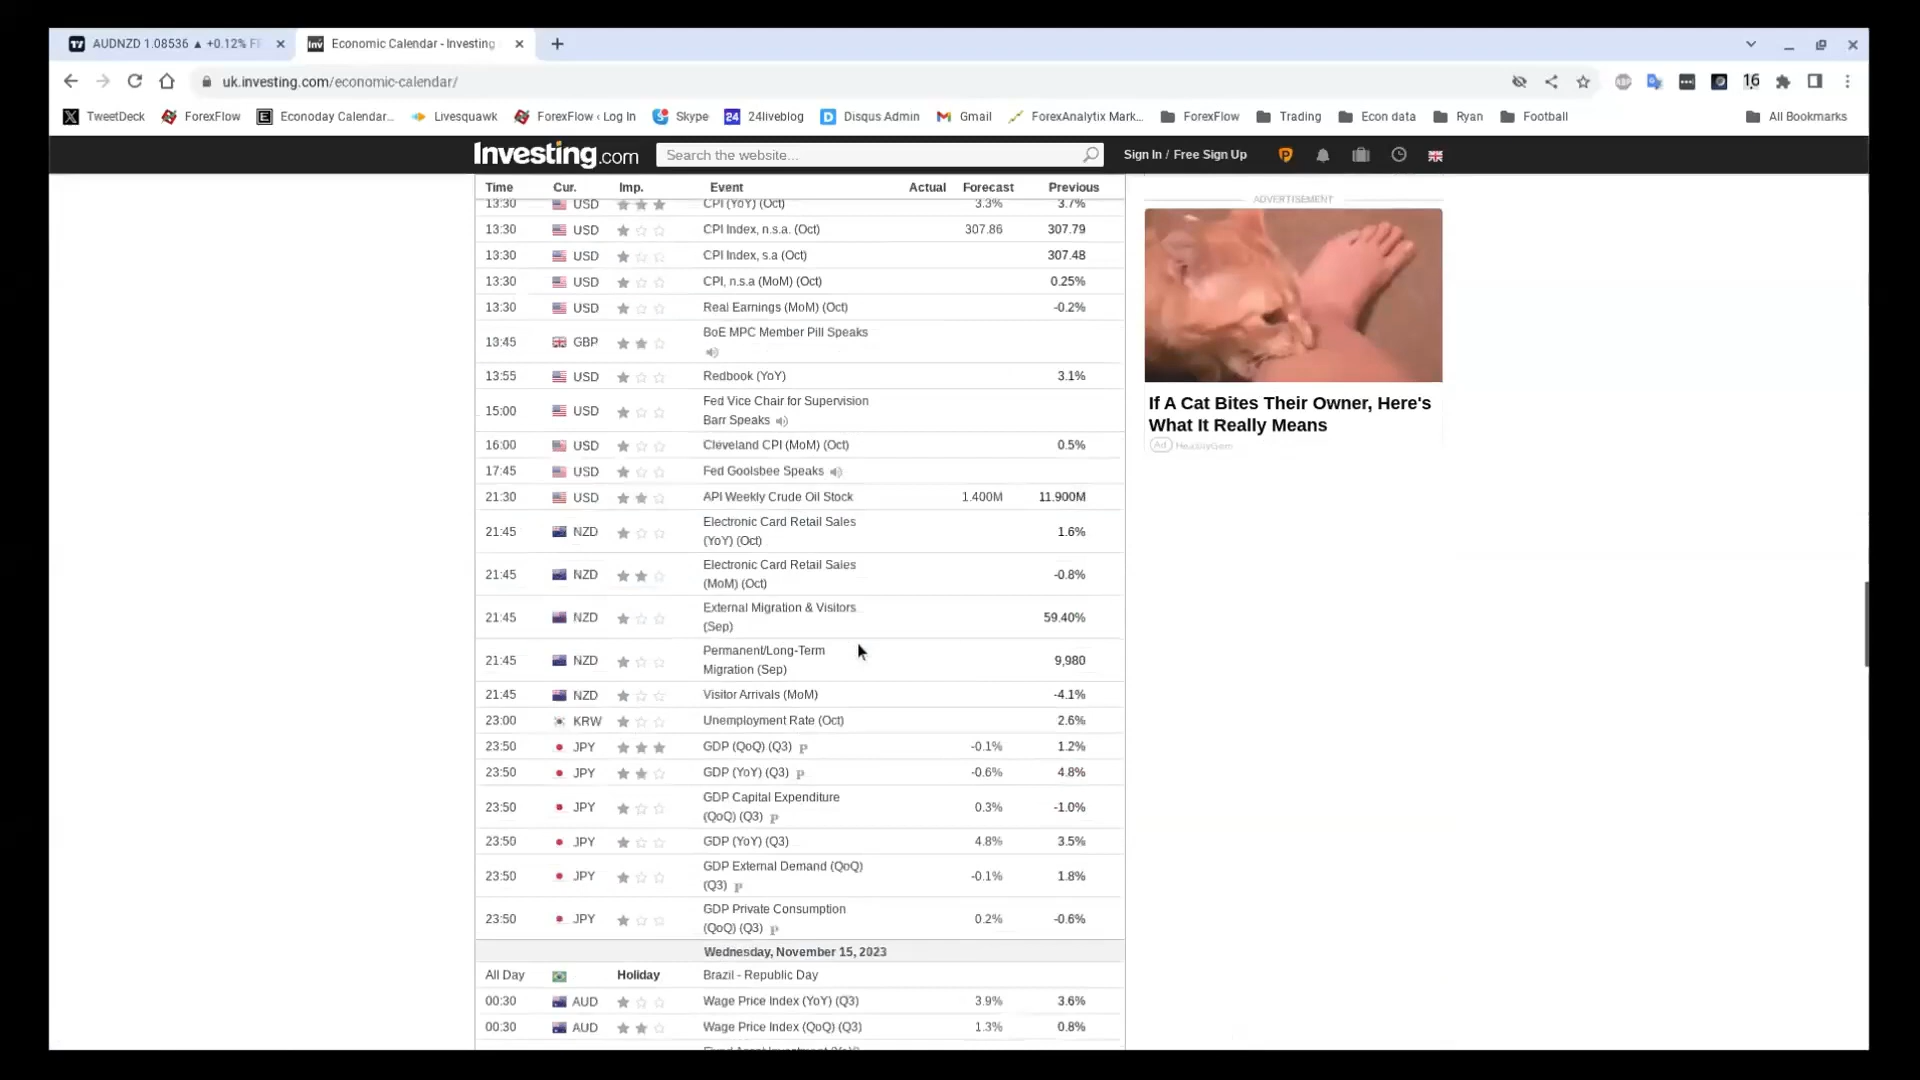 AUDNZD 1.08536 ▲ +0.12%
Economic Calendar - Investing
uk.investing.com/economic-calendar/
16
TweetDeck ForexFlow Econoday Calendar... Livesquawk ForexFlow ‹ Log In Skype 24liveblog Disqus Admin Gmail ForexAnalytix Mark... ForexFlow Trading Econ data Ryan Football All Bookmarks
Investing.com Search the website... Sign In / Free Sign Up
Time Cur. Imp. Event Actual Forecast Previous
13:30 USD CPI (YoY) (Oct) 3.3% 3.7%
13:30 USD CPI Index, n.s.a. (Oct) 307.86 307.79
13:30 USD CPI Index, s.a (Oct) 307.48
13:30 USD CPI, n.s.a (MoM) (Oct) 0.25%
13:30 USD Real Earnings (MoM) (Oct) -0.2%
13:45 GBP BoE MPC Member Pill Speaks
13:55 USD Redbook (YoY) 3.1%
15:00 USD Fed Vice Chair for Supervision
Barr Speaks
16:00 USD Cleveland CPI (MoM) (Oct) 0.5%
17:45 USD Fed Goolsbee Speaks
21:30 USD API Weekly Crude Oil Stock 1.400M 11.900M
21:45 NZD Electronic Card Retail Sales
(YoY) (Oct) 1.6%
21:45 NZD Electronic Card Retail Sales
(MoM) (Oct) -0.8%
21:45 NZD External Migration & Visitors
(Sep) 59.40%
21:45 NZD Permanent/Long-Term
Migration (Sep) 9,980
21:45 NZD Visitor Arrivals (MoM) -4.1%
23:00 KRW Unemployment Rate (Oct) 2.6%
23:50 JPY GDP (QoQ) (Q3) P -0.1% 1.2%
23:50 JPY GDP (YoY) (Q3) P -0.6% 4.8%
23:50 JPY GDP Capital Expenditure
(QoQ) (Q3) P 0.3% -1.0%
23:50 JPY GDP (YoY) (Q3) 4.8% 3.5%
23:50 JPY GDP External Demand (QoQ)
(Q3) P -0.1% 1.8%
23:50 JPY GDP Private Consumption
(QoQ) (Q3) P 0.2% -0.6%
Wednesday, November 15, 2023
All Day Holiday Brazil - Republic Day
00:30 AUD Wage Price Index (YoY) (Q3) 3.9% 3.6%
00:30 AUD Wage Price Index (QoQ) (Q3) 1.3% 0.8%
ADVERTISEMENT
If A Cat Bites Their Owner, Here's
What It Really Means
Ad